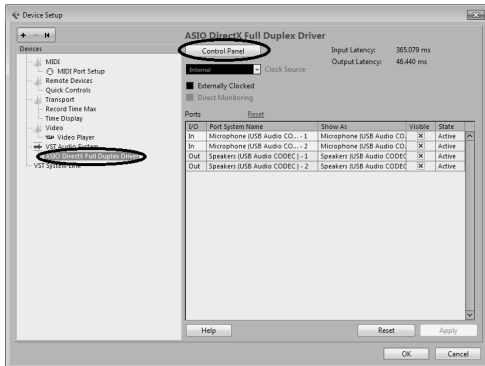 Device Setup
Devices
MIDI
MIDI Port Setup
Remote Devices
Quick Controls
Transport
Record Time Max
Time Display
Video
Video Player
VST Audio System
ASIO DirectX Full Duplex Driver
VST System Link
ASIO DirectX Full Duplex Driver
Control Panel
Input Latency: 365.079 ms
Output Latency: 46.440 ms
Internal Clock Source
Externally Clocked
Direct Monitoring
Ports Reset
I/O Port System Name Show As Visible State
In Microphone (USB Audio CO... - 1 Microphone (USB Audio CO. Active
In Microphone (USB Audio CO... - 2 Microphone (USB Audio CO. Active
Out Speakers (USB Audio CODEC ) - 1 Speakers (USB Audio CODEC Active
Out Speakers (USB Audio CODEC ) - 2 Speakers (USB Audio CODEC Active
Help Reset Apply
OK Cancel